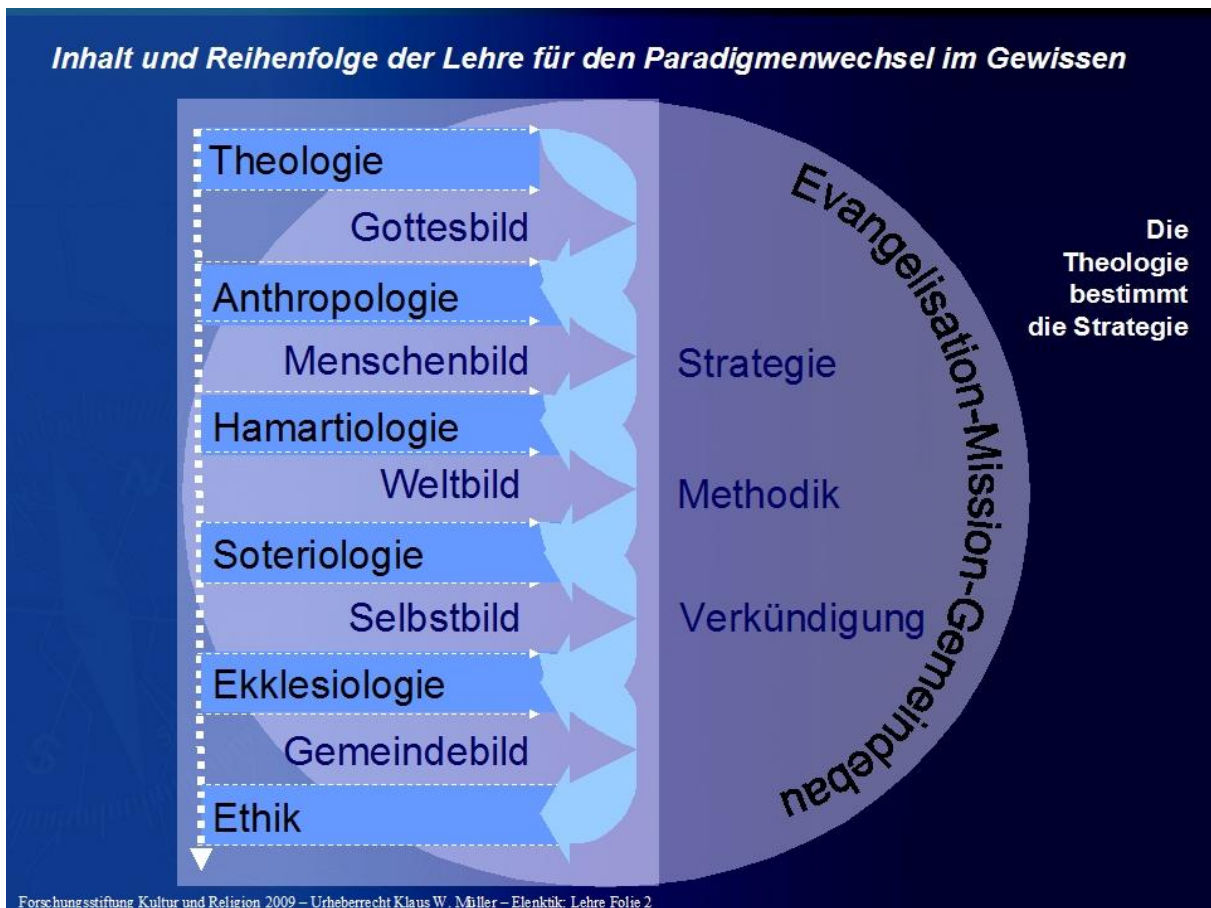 Inhalt und Reihenfolge der Lehre für den Paradigmenwechsel im Gewissen
Theologie
Gottesbild
Anthropologie
Menschenbild
Hamartiologie
Weltbild
Soteriologie
Selbstbild
Ekklesiologie
Gemeindebild
Ethik
Strategie
Methodik
Verkündigung
Evangelisation-Mission-Gemeindebau
Die
Theologie
bestimmt
die Strategie
N
S
Forschungsstiftung Kultur und Religion 2009 – Urheberrecht Klaus W. Müller – Elenktik: Lehre Folie 2